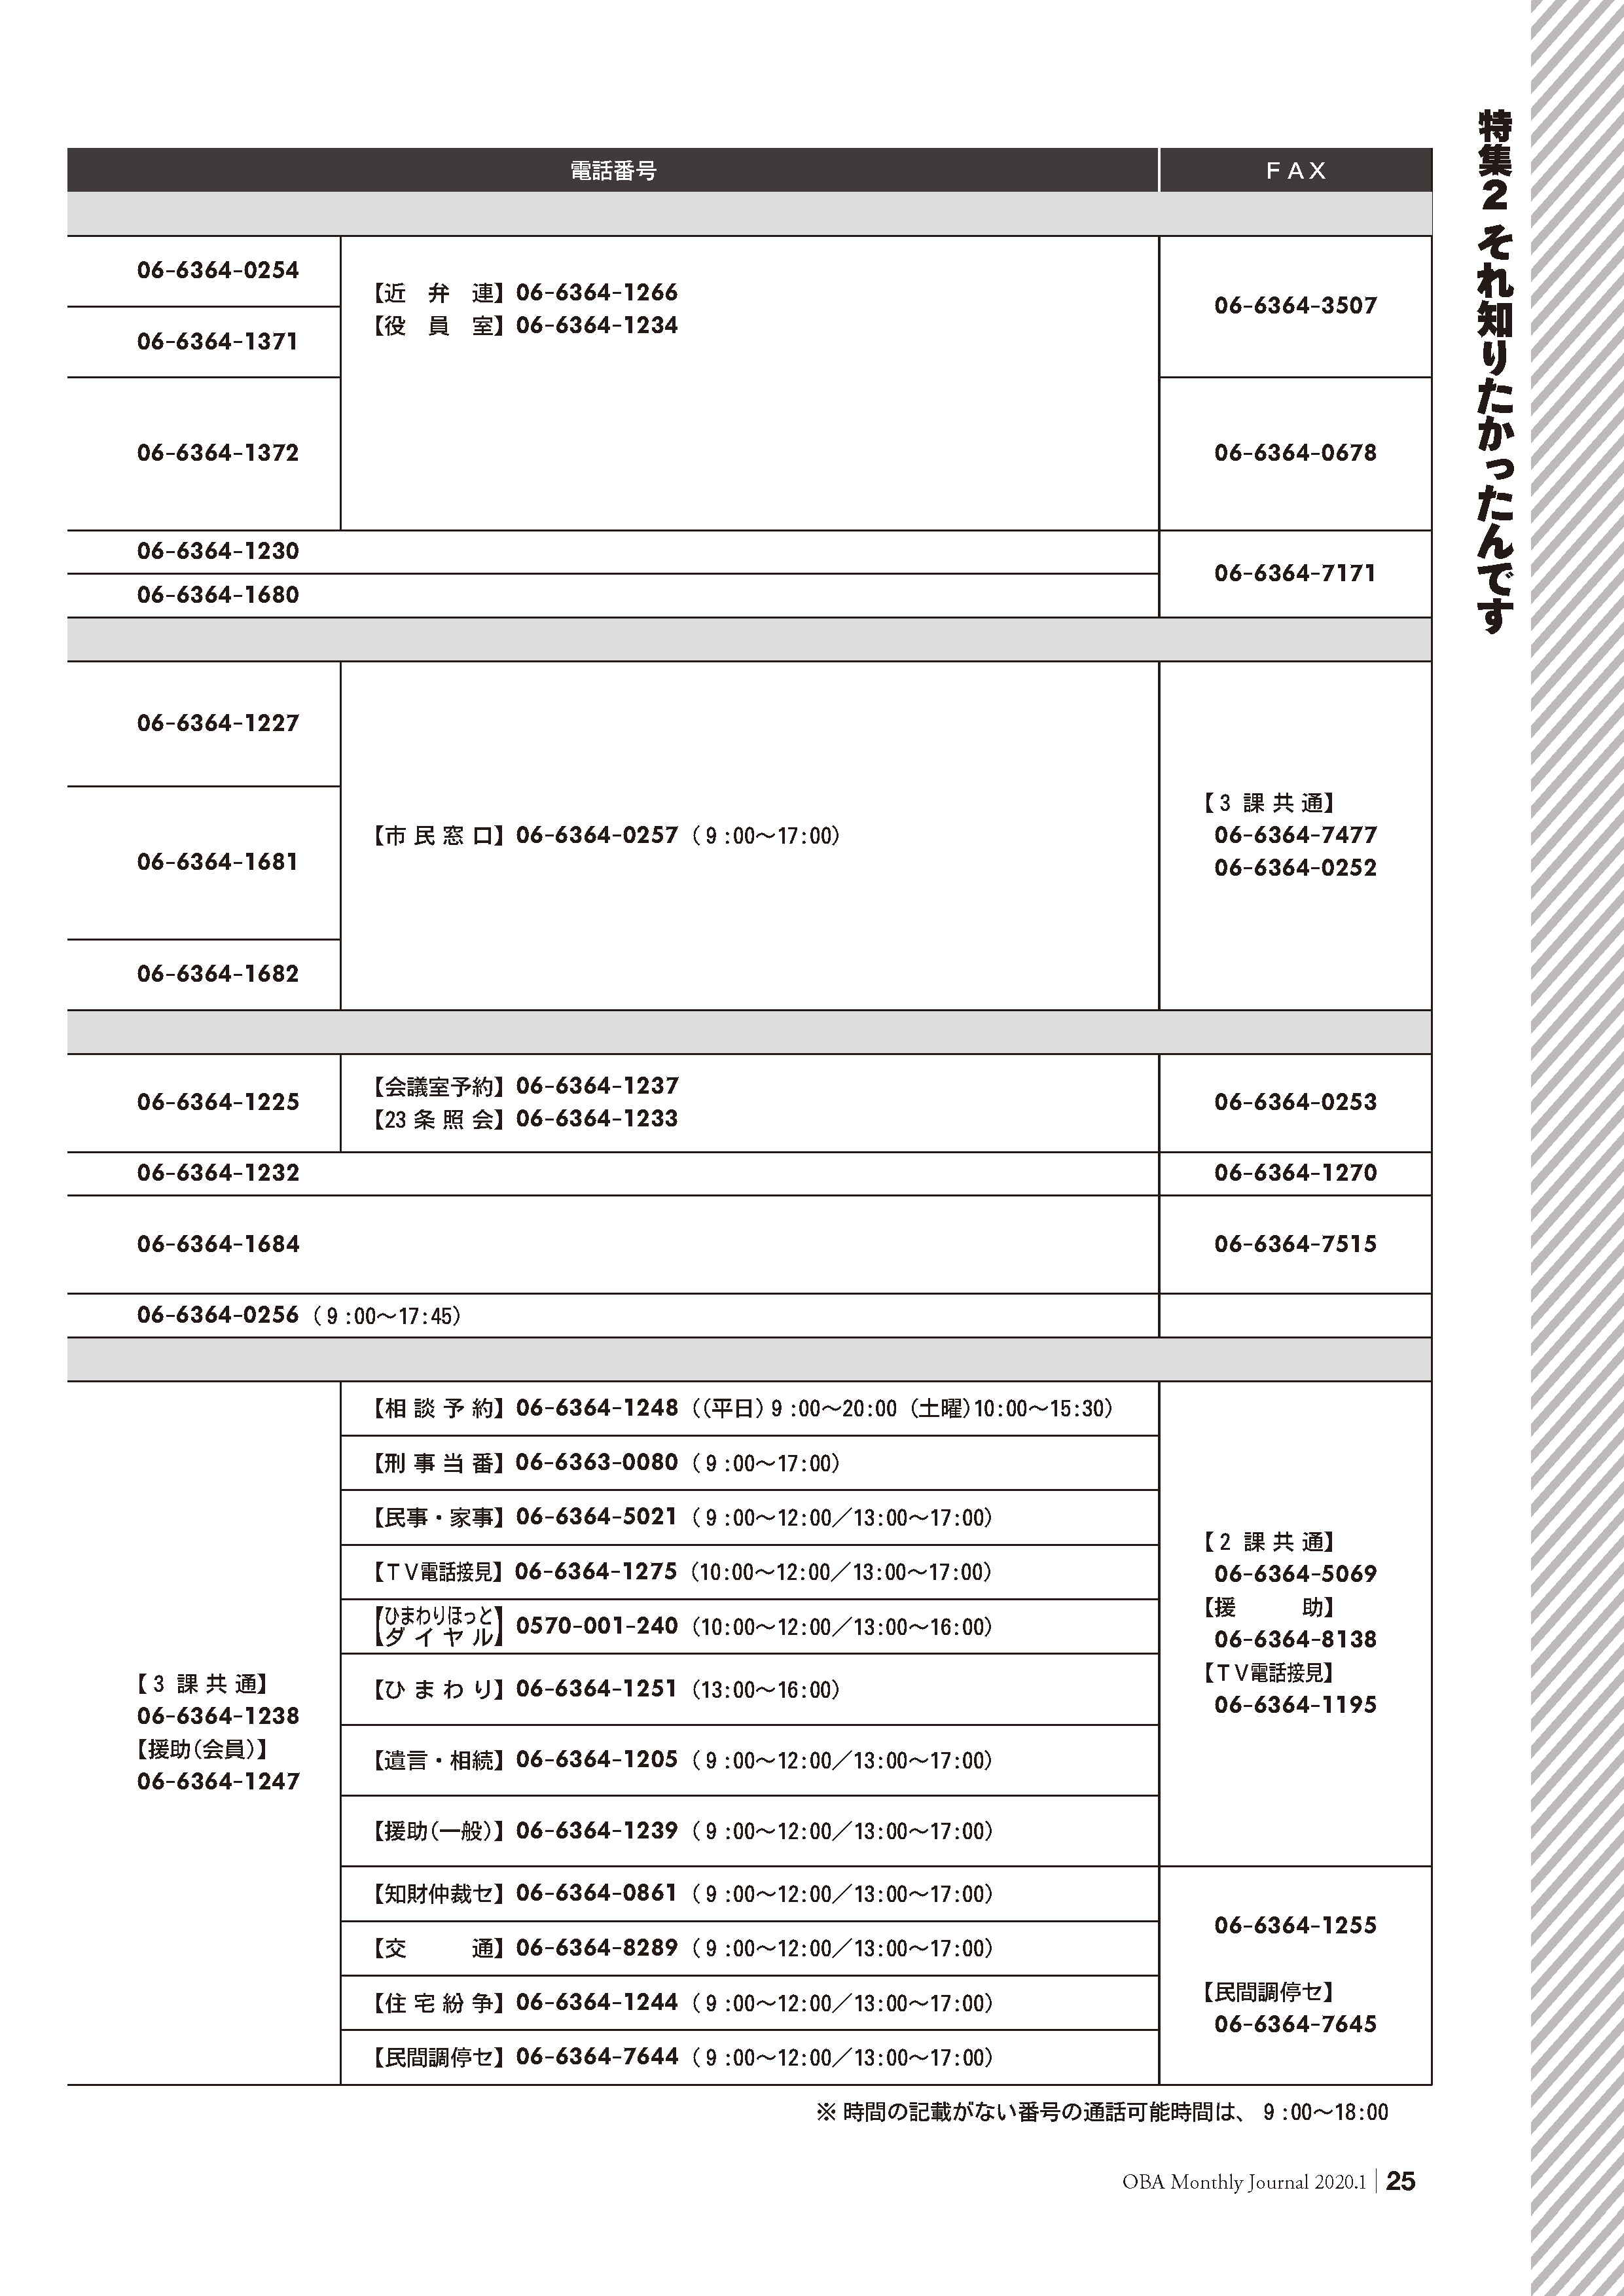 特集2 それ知りたかったんです
電話番号 ＦＡＸ
06-6364-0254
06-6364-1371
06-6364-1372
【近　弁　連】06-6364-1266
【役　員　室】06-6364-1234
06-6364-3507
06-6364-0678
06-6364-1230
06-6364-1680
06-6364-7171
06-6364-1227
06-6364-1681
06-6364-1682
【市 民 窓 口】06-6364-0257（9:00～17:00）
【3 課 共 通】
06-6364-7477
06-6364-0252
06-6364-1225
【会議室予約】06-6364-1237
【23 条 照 会】06-6364-1233
06-6364-0253
06-6364-1232
06-6364-1270
06-6364-1684
06-6364-7515
06-6364-0256（9:00～17:45）
【3 課 共 通】
06-6364-1238
【援助（会員）】
06-6364-1247
【相 談 予 約】06-6364-1248（（平日）9:00～20:00（土曜）10:00～15:30）
【刑 事 当 番】06-6363-0080（9:00～17:00）
【民事・家事】06-6364-5021（9:00～12:00／13:00～17:00）
【ＴＶ電話接見】06-6364-1275（10:00～12:00／13:00～17:00）
【ひまわりほっと
ダ イ ヤ ル】0570-001-240（10:00～12:00／13:00～16:00）
【ひ ま わ り】06-6364-1251（13:00～16:00）
【遺言・相続】06-6364-1205（9:00～12:00／13:00～17:00）
【援助（一般）】06-6364-1239（9:00～12:00／13:00～17:00）
【知財仲裁セ】06-6364-0861（9:00～12:00／13:00～17:00）
【交　　　通】06-6364-8289（9:00～12:00／13:00～17:00）
【住 宅 紛 争】06-6364-1244（9:00～12:00／13:00～17:00）
【民間調停セ】06-6364-7644（9:00～12:00／13:00～17:00）
【2 課 共 通】
06-6364-5069
【援　　　助】
06-6364-8138
【ＴＶ電話接見】
06-6364-1195
06-6364-1255
【民間調停セ】
06-6364-7645
※ 時間の記載がない番号の通話可能時間は、 9:00～18:00
OBA Monthly Journal 2020.1 25